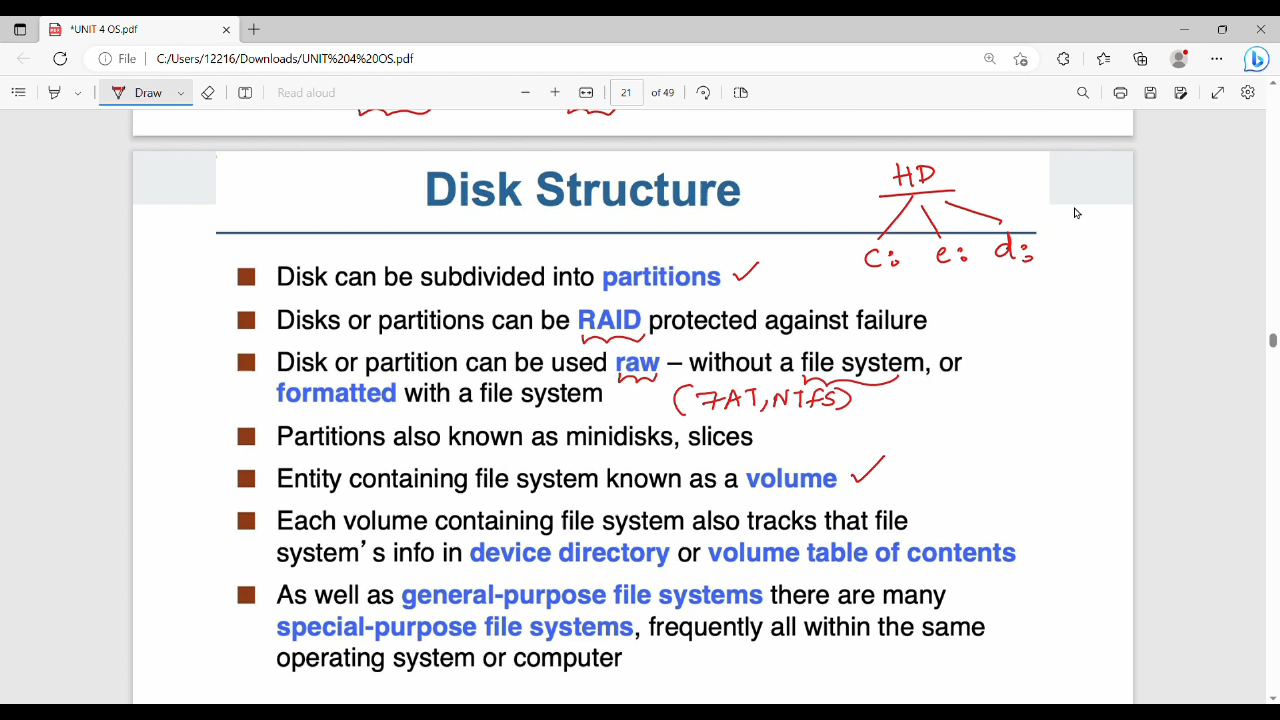 *UNIT 4 OS.pdf
File C:/Users/12216/Downloads/UNIT%204%20OS.pdf
Draw Read aloud 21 of 49
Disk Structure
HD
c: e: d:
Disk can be subdivided into partitions
Disks or partitions can be RAID protected against failure
Disk or partition can be used raw – without a file system, or
formatted with a file system
(FAT, NTfS)
Partitions also known as minidisks, slices
Entity containing file system known as a volume
Each volume containing file system also tracks that file
system’s info in device directory or volume table of contents
As well as general-purpose file systems there are many
special-purpose file systems, frequently all within the same
operating system or computer